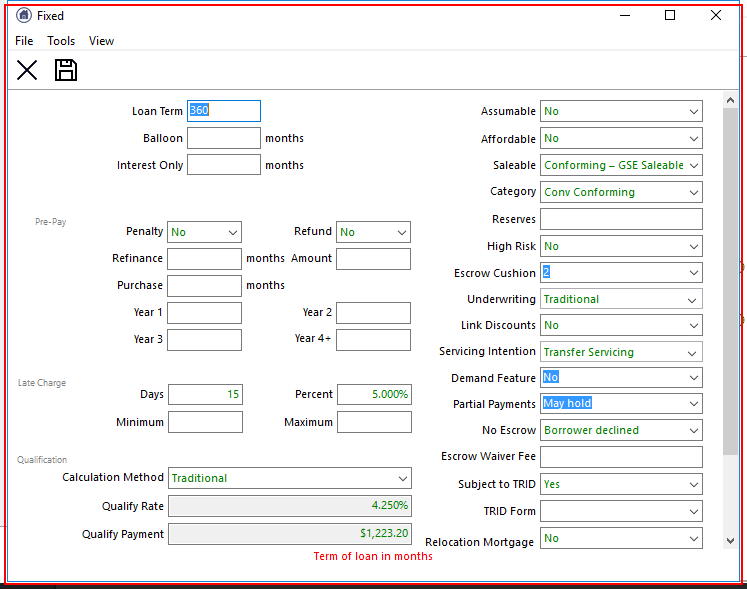 Fixed
File Tools View
Loan Term 360
Balloon months
Interest Only months
Pre-Pay
Penalty No Refund No
Refinance months Amount
Purchase months
Year 1 Year 2
Year 3 Year 4+
Late Charge
Days 15 Percent 5.000%
Minimum Maximum
Qualification
Calculation Method Traditional
Qualify Rate 4.250%
Qualify Payment $1,223.20
Assumable No
Affordable No
Saleable Conforming – GSE Saleable
Category Conv Conforming
Reserves
High Risk No
Escrow Cushion 2
Underwriting Traditional
Link Discounts No
Servicing Intention Transfer Servicing
Demand Feature No
Partial Payments May hold
No Escrow Borrower declined
Escrow Waiver Fee
Subject to TRID Yes
TRID Form
Relocation Mortgage No
Term of loan in months